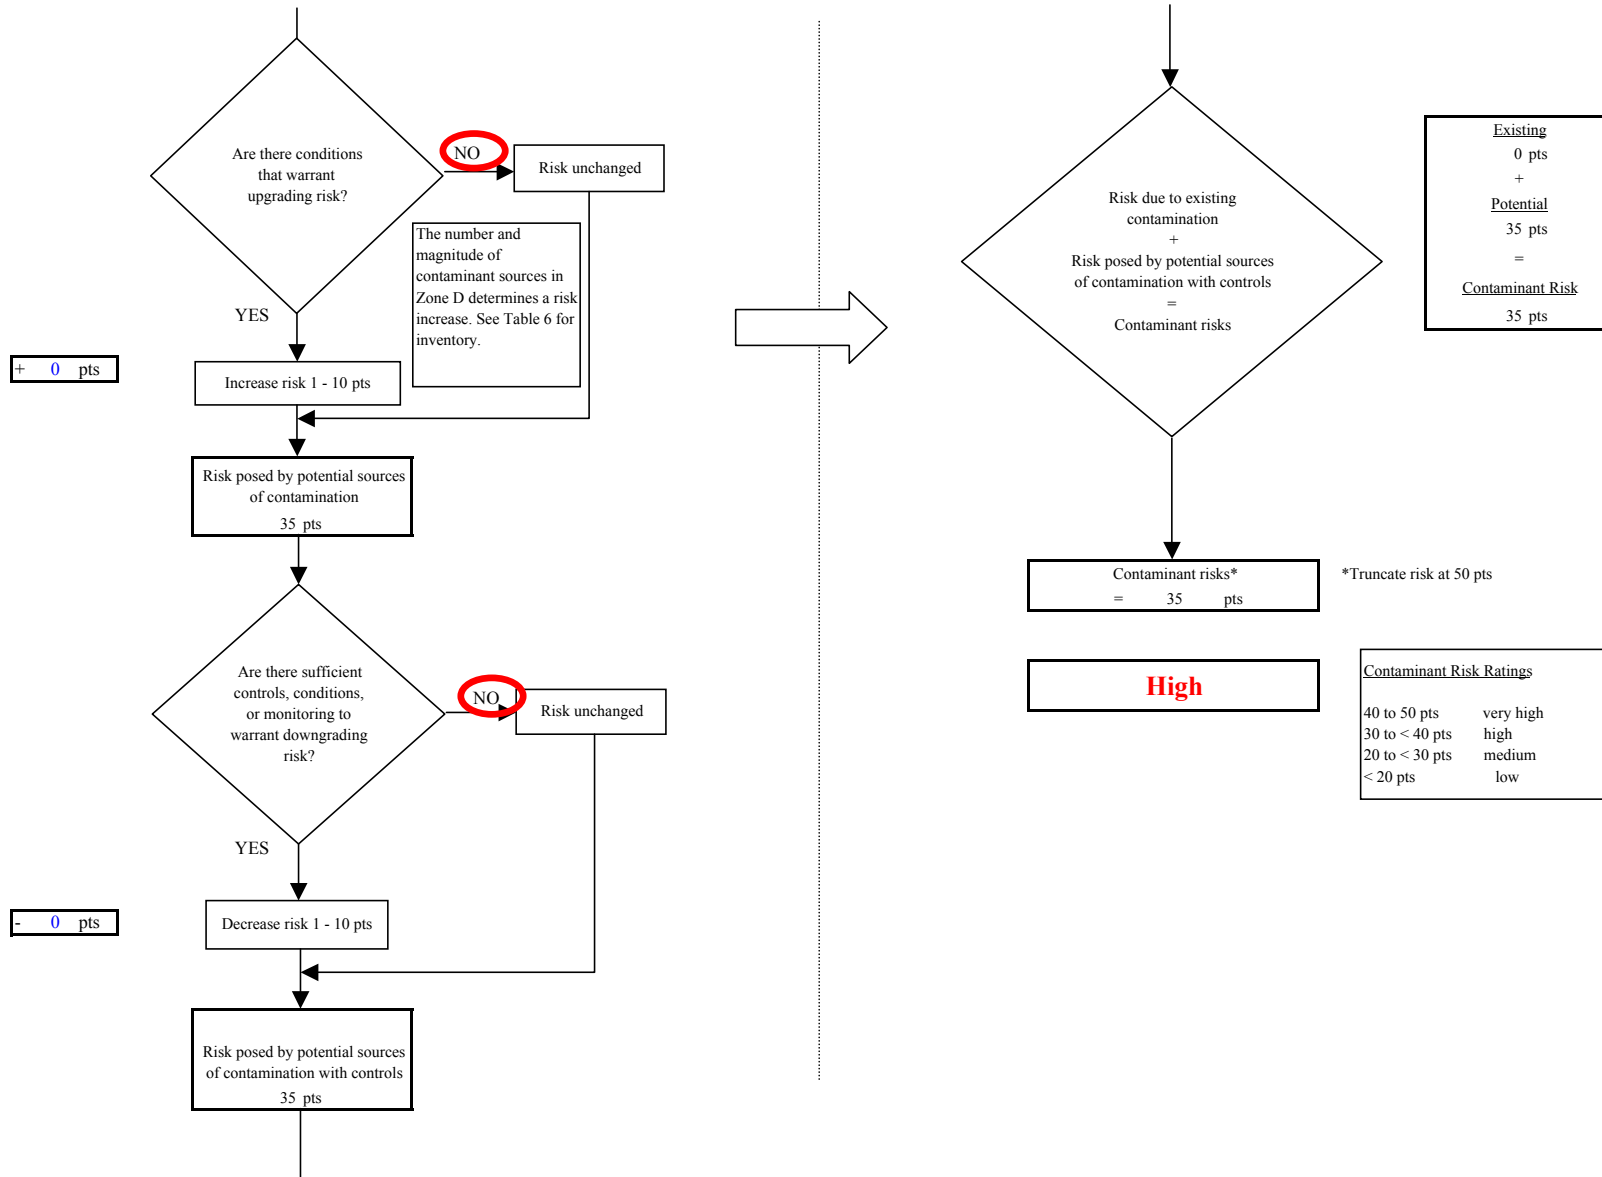 Are there conditions
that warrant
upgrading risk?
NO
Risk unchanged
The number and
magnitude of
contaminant sources in
Zone D determines a risk
increase. See Table 6 for
inventory.
YES
+ 0 pts
Increase risk 1 - 10 pts
Risk posed by potential sources
of contamination
35 pts
Are there sufficient
controls, conditions,
or monitoring to
warrant downgrading
risk?
NO
Risk unchanged
YES
- 0 pts
Decrease risk 1 - 10 pts
Risk posed by potential sources
of contamination with controls
35 pts
Risk due to existing
contamination
+
Risk posed by potential sources
of contamination with controls
=
Contaminant risks
Existing
0 pts
+
Potential
35 pts
=
Contaminant Risk
35 pts
Contaminant risks*
= 35 pts
*Truncate risk at 50 pts
High
Contaminant Risk Ratings
40 to 50 pts very high
30 to < 40 pts high
20 to < 30 pts medium
< 20 pts low